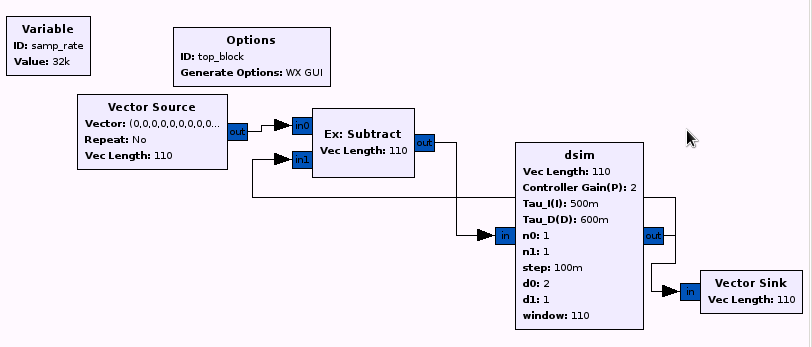 Variable
ID: samp_rate
Value: 32k
Options
ID: top_block
Generate Options: WX GUI
Vector Source
Vector: (0,0,0,0,0,0,0,0,0...
Repeat: No
Vec Length: 110
out
in0
in1
Ex: Subtract
Vec Length: 110
out
dsim
Vec Length: 110
Controller Gain(P): 2
Tau_I(I): 500m
Tau_D(D): 600m
n0: 1
n1: 1
step: 100m
d0: 2
d1: 1
window: 110
in
out
in
Vector Sink
Vec Length: 110